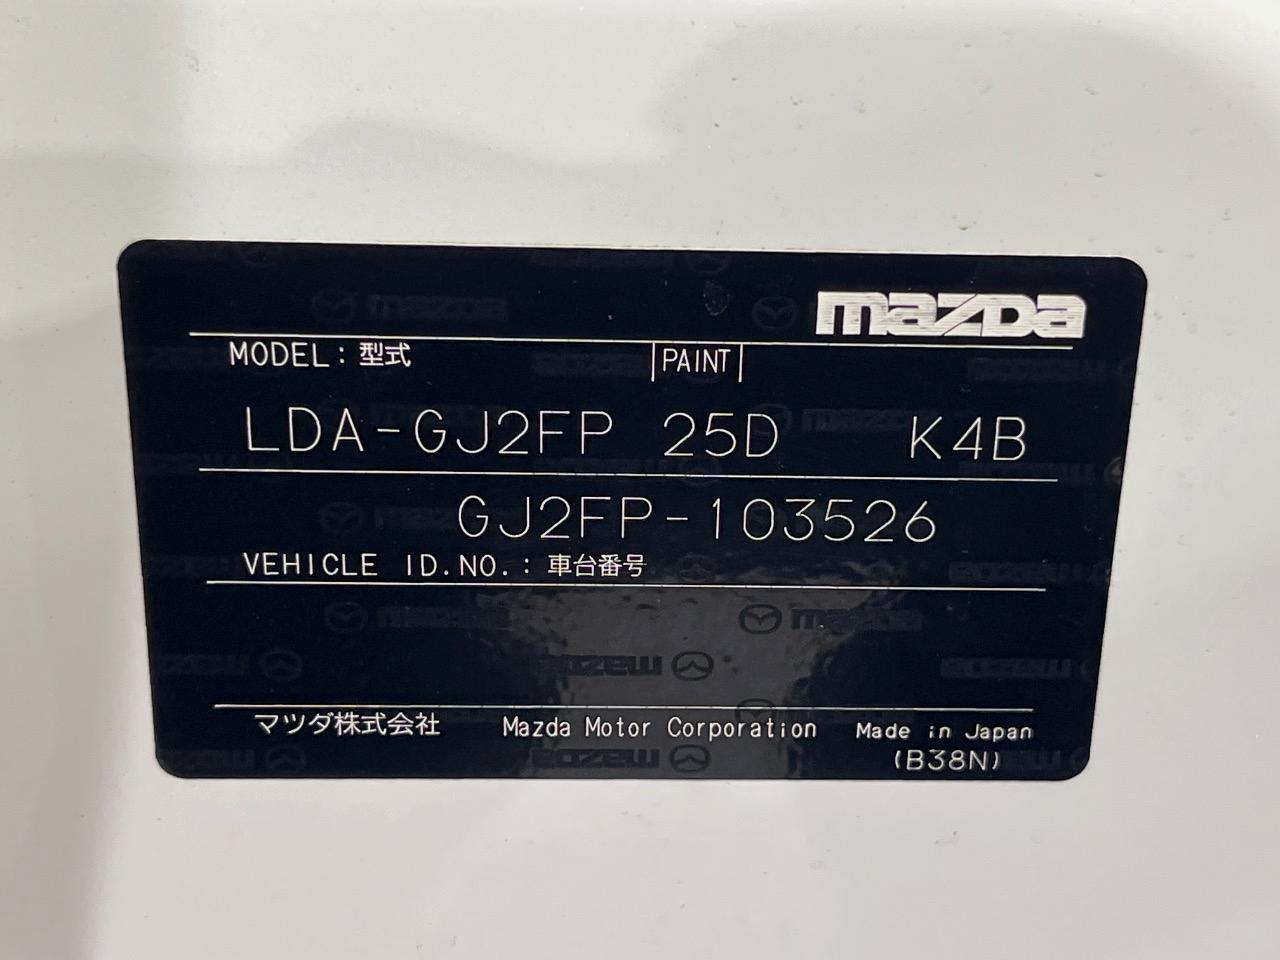 mazda
MODEL: 型式 |PAINT|
LDA-GJ2FP 25D K4B
GJ2FP-103526
VEHICLE ID.NO.: 車台番号
マツダ株式会社 Mazda Motor Corporation Made in Japan
(B38N)